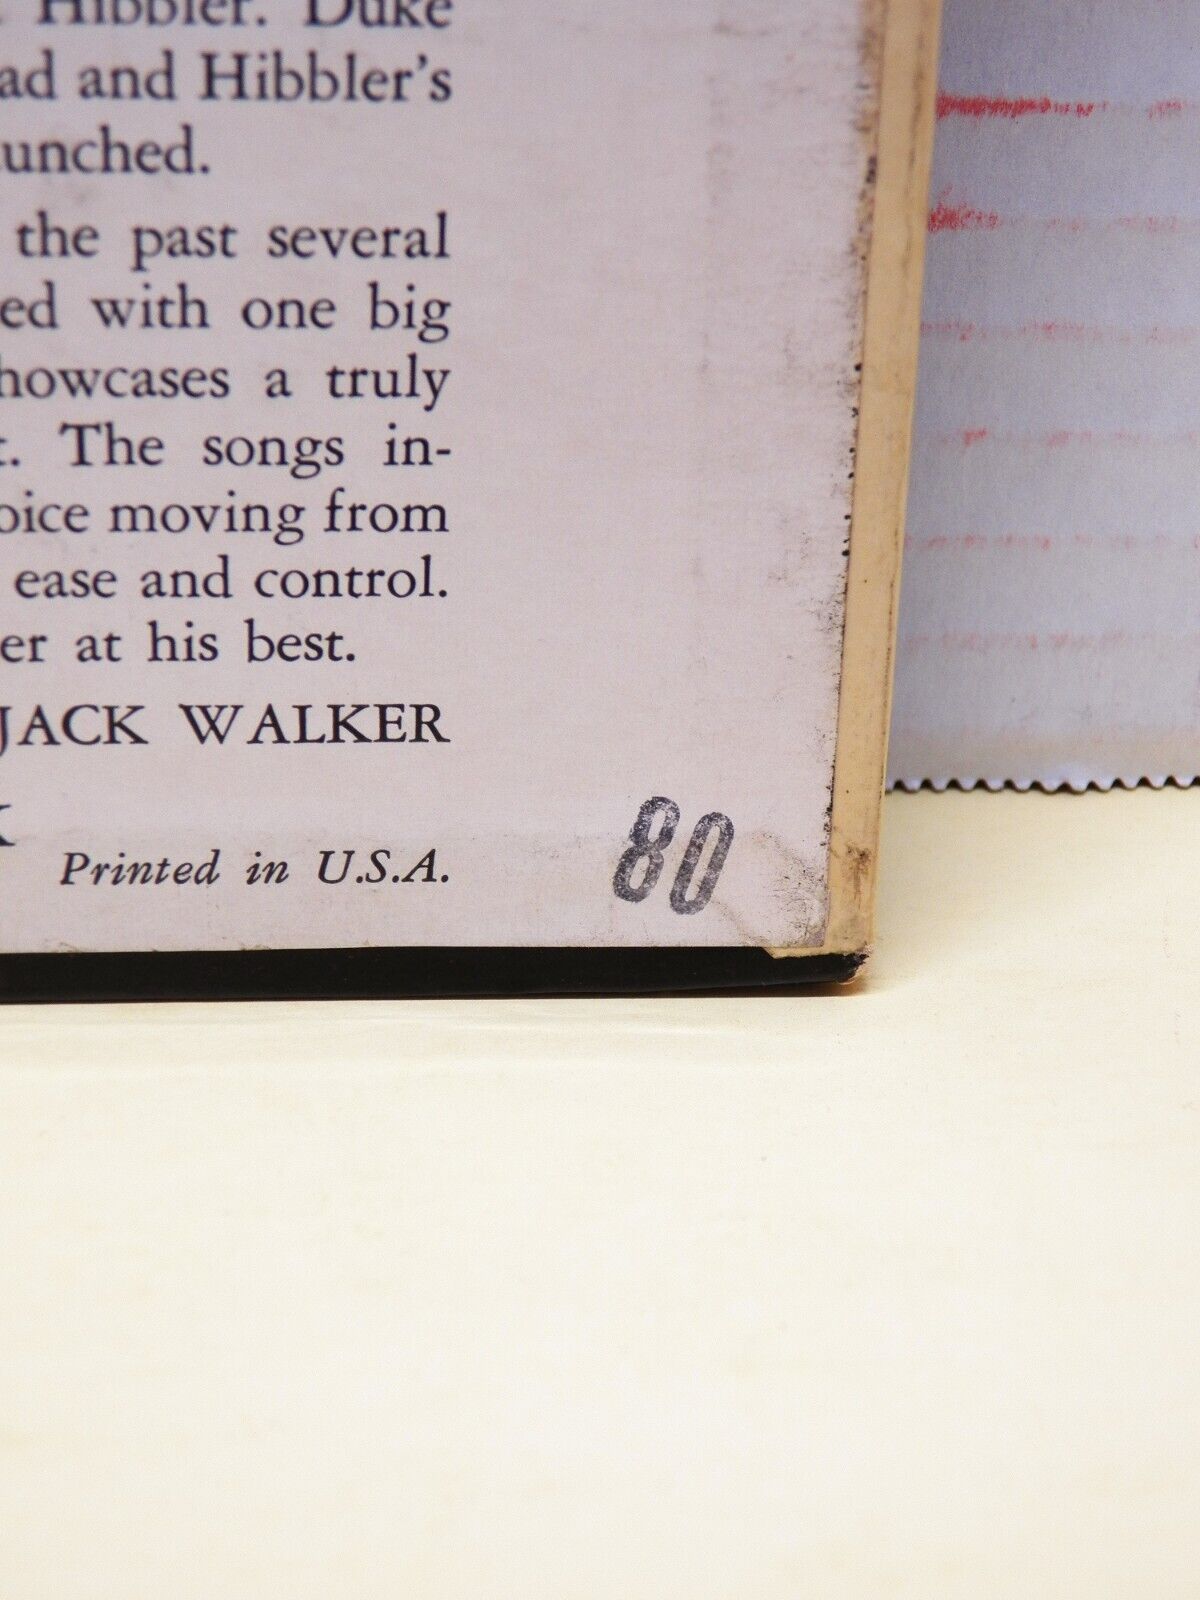 Hibbler. Duke
ad and Hibbler's
unched.
the past several
ed with one big
howcases a truly
t. The songs in-
oice moving from
ease and control.
er at his best.
JACK WALKER
K
Printed in U.S.A.
80